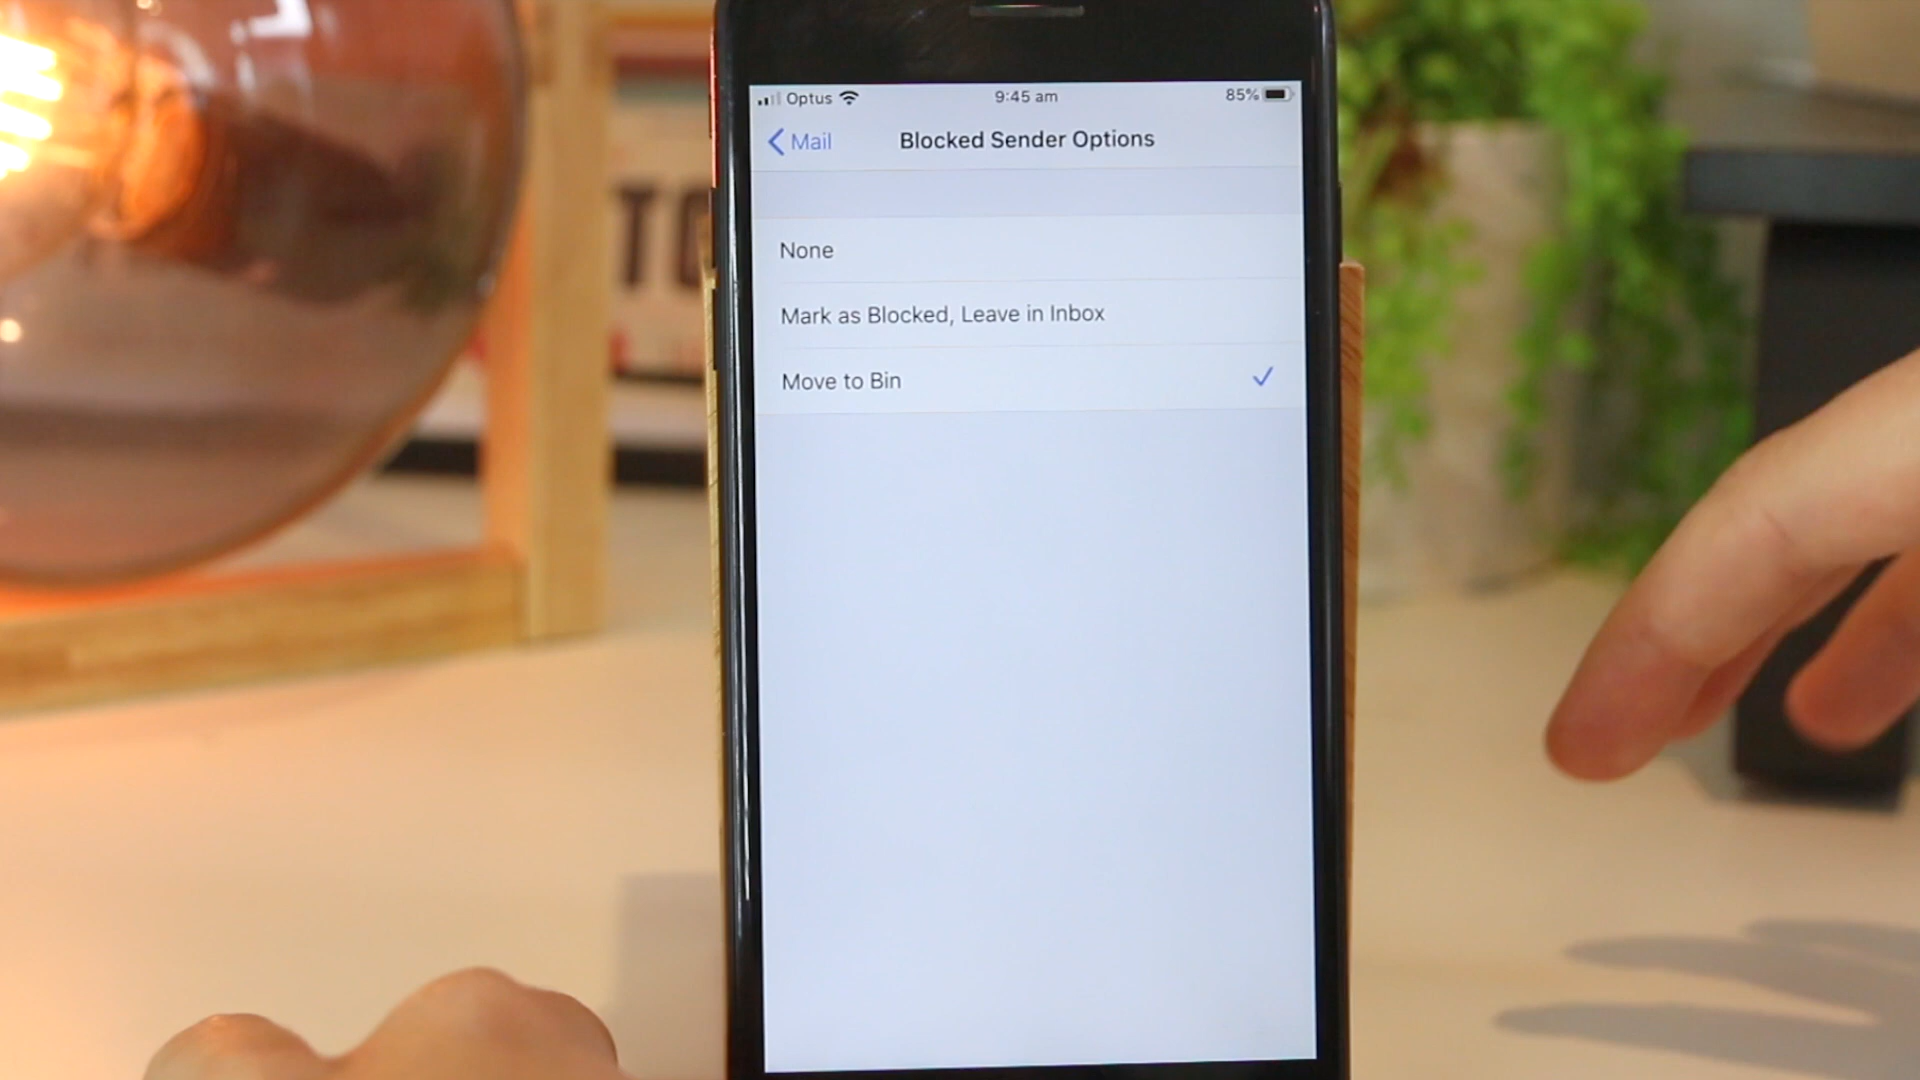 Optus 9:45 am 85%
Mail Blocked Sender Options
None
Mark as Blocked, Leave in Inbox
Move to Bin